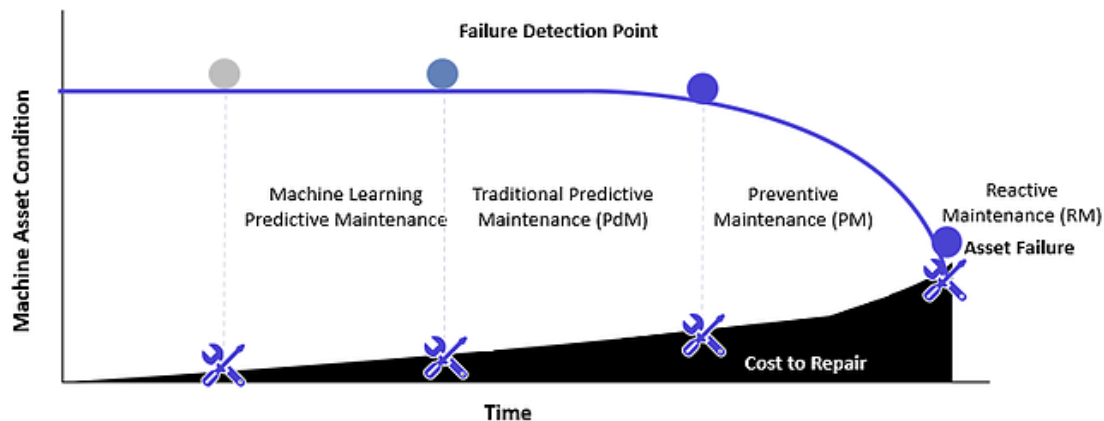 Failure Detection Point
Machine Asset Condition
Machine Learning
Predictive Maintenance
Traditional Predictive
Maintenance (PdM)
Preventive
Maintenance (PM)
Reactive
Maintenance (RM)
Asset Failure
Cost to Repair
Time